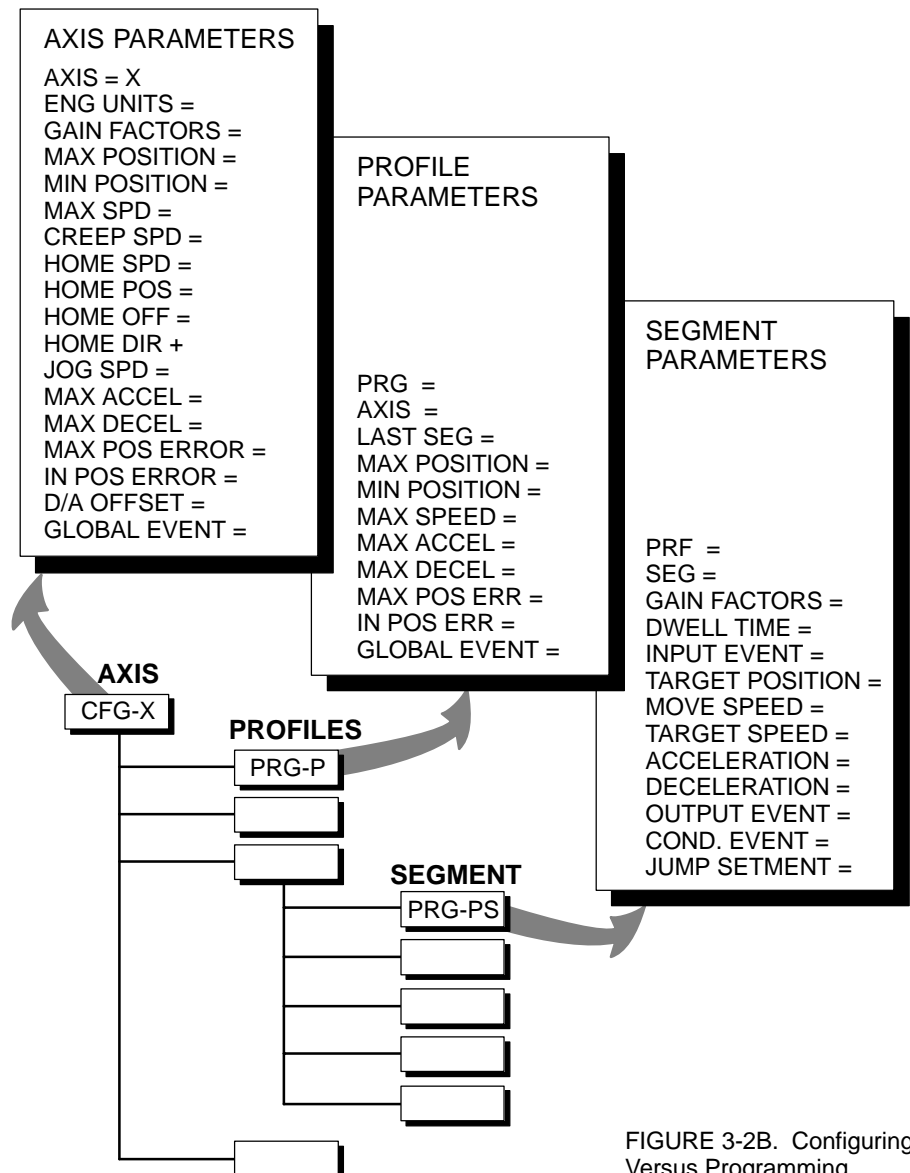 AXIS PARAMETERS
AXIS = X
ENG UNITS =
GAIN FACTORS =
MAX POSITION =
MIN POSITION =
MAX SPD =
CREEP SPD =
HOME SPD =
HOME POS =
HOME OFF =
HOME DIR +
JOG SPD =
MAX ACCEL =
MAX DECEL =
MAX POS ERROR =
IN POS ERROR =
D/A OFFSET =
GLOBAL EVENT =
PROFILE
PARAMETERS
PRG =
AXIS =
LAST SEG =
MAX POSITION =
MIN POSITION =
MAX SPEED =
MAX ACCEL =
MAX DECEL =
MAX POS ERR =
IN POS ERR =
GLOBAL EVENT =
SEGMENT
PARAMETERS
PRF =
SEG =
GAIN FACTORS =
DWELL TIME =
INPUT EVENT =
TARGET POSITION =
MOVE SPEED =
TARGET SPEED =
ACCELERATION =
DECELERATION =
OUTPUT EVENT =
COND. EVENT =
JUMP SETMENT =
AXIS
CFG-X
PROFILES
PRG-P
SEGMENT
PRG-PS
FIGURE 3-2B. Configuring
Versus Programming